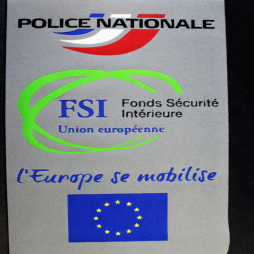 POLICE NATIONALE
FSI Fonds Sécurité
Intérieure
Union européenne
l'Europe se mobilise